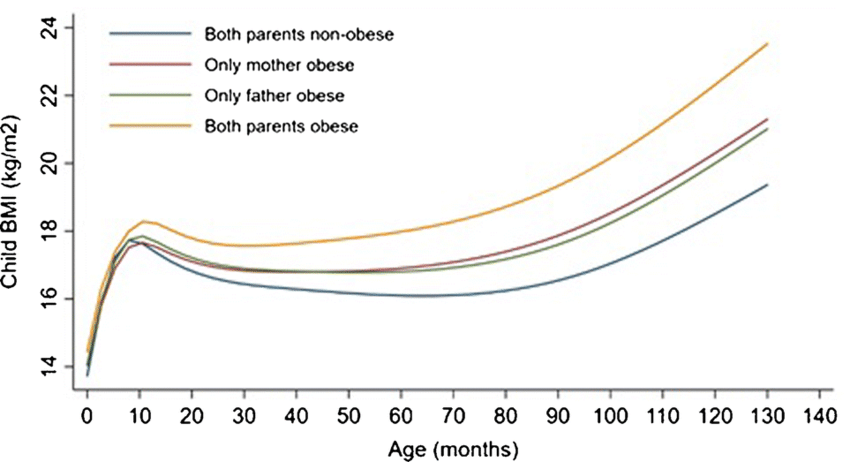 24
22
20
18
16
14
Child BMI (kg/m2)
Both parents non-obese
Only mother obese
Only father obese
Both parents obese
0 10 20 30 40 50 60 70 80 90 100 110 120 130 140
Age (months)